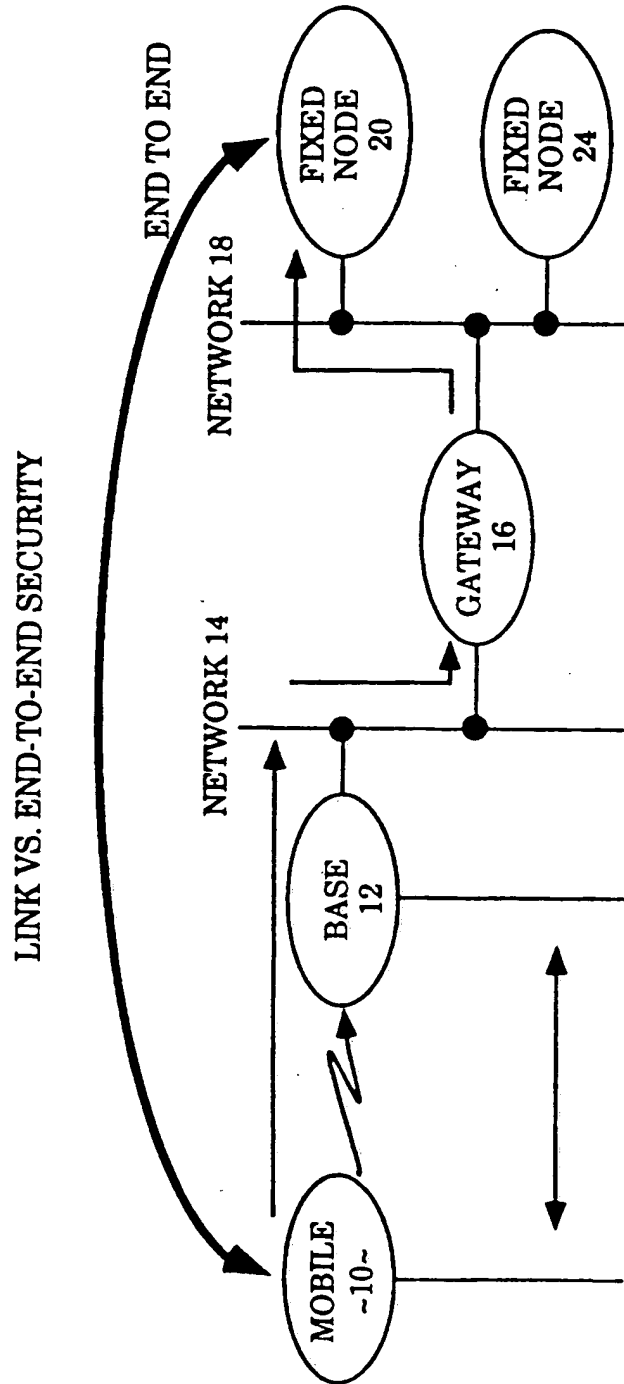 LINK VS. END-TO-END SECURITY
END TO END
NETWORK 14
NETWORK 18
MOBILE
~10~
BASE
12
GATEWAY
16
FIXED
NODE
20
FIXED
NODE
24